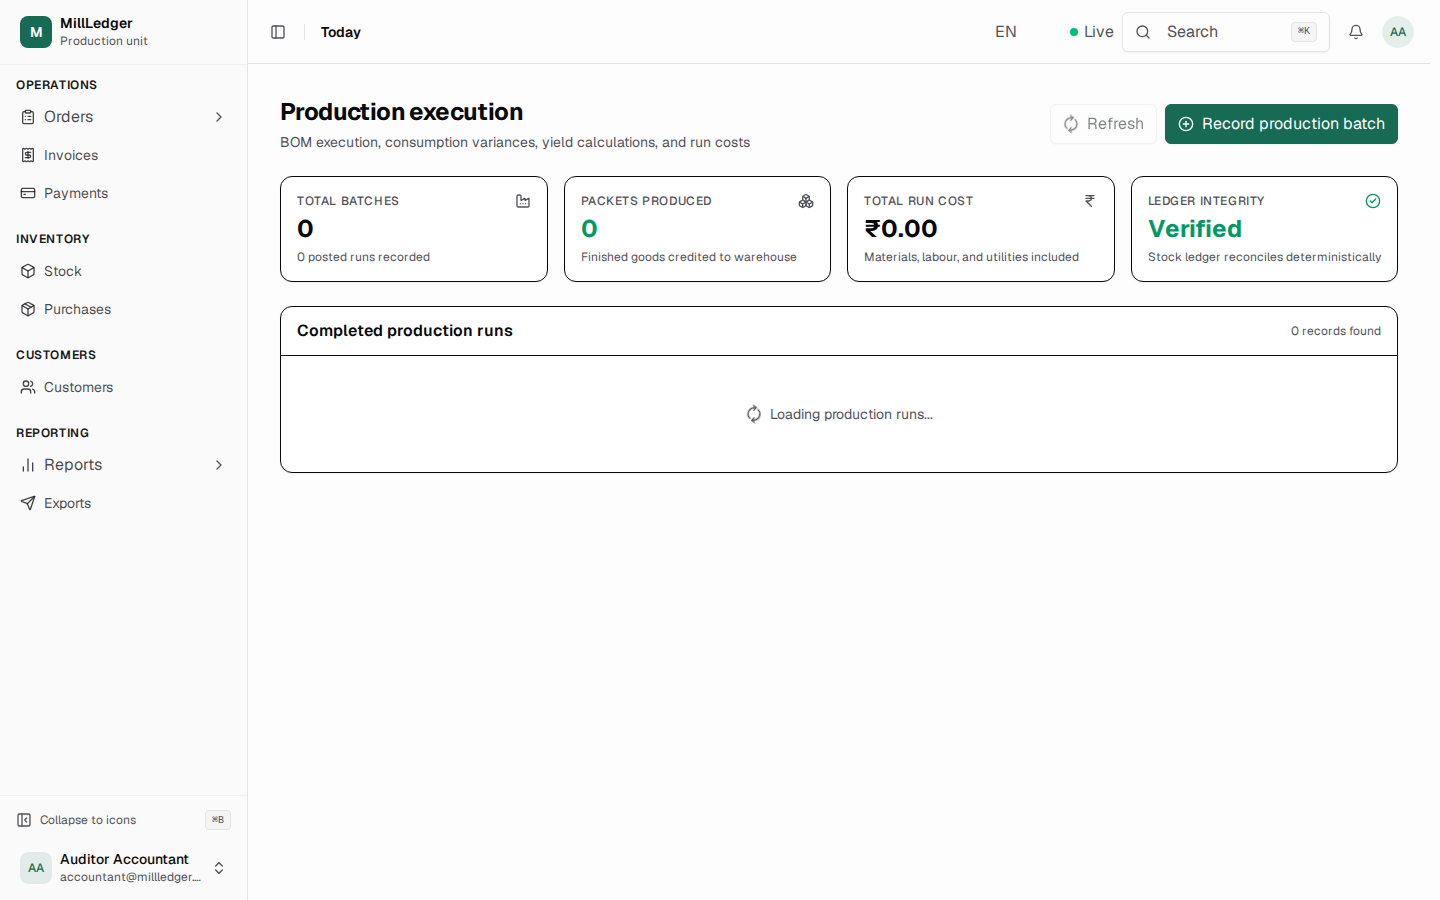 M
MillLedger
Production unit
OPERATIONS
Orders
Invoices
Payments
INVENTORY
Stock
Purchases
CUSTOMERS
Customers
REPORTING
Reports
Exports
Collapse to icons
⌘B
AA
Auditor Accountant
accountant@millledger....
Today
EN
Live
Search
⌘K
AA
Production execution
BOM execution, consumption variances, yield calculations, and run costs
Refresh
Record production batch
TOTAL BATCHES
0
0 posted runs recorded
PACKETS PRODUCED
0
Finished goods credited to warehouse
TOTAL RUN COST
₹
₹0.00
Materials, labour, and utilities included
LEDGER INTEGRITY
Verified
Stock ledger reconciles deterministically
Completed production runs
0 records found
Loading production runs...